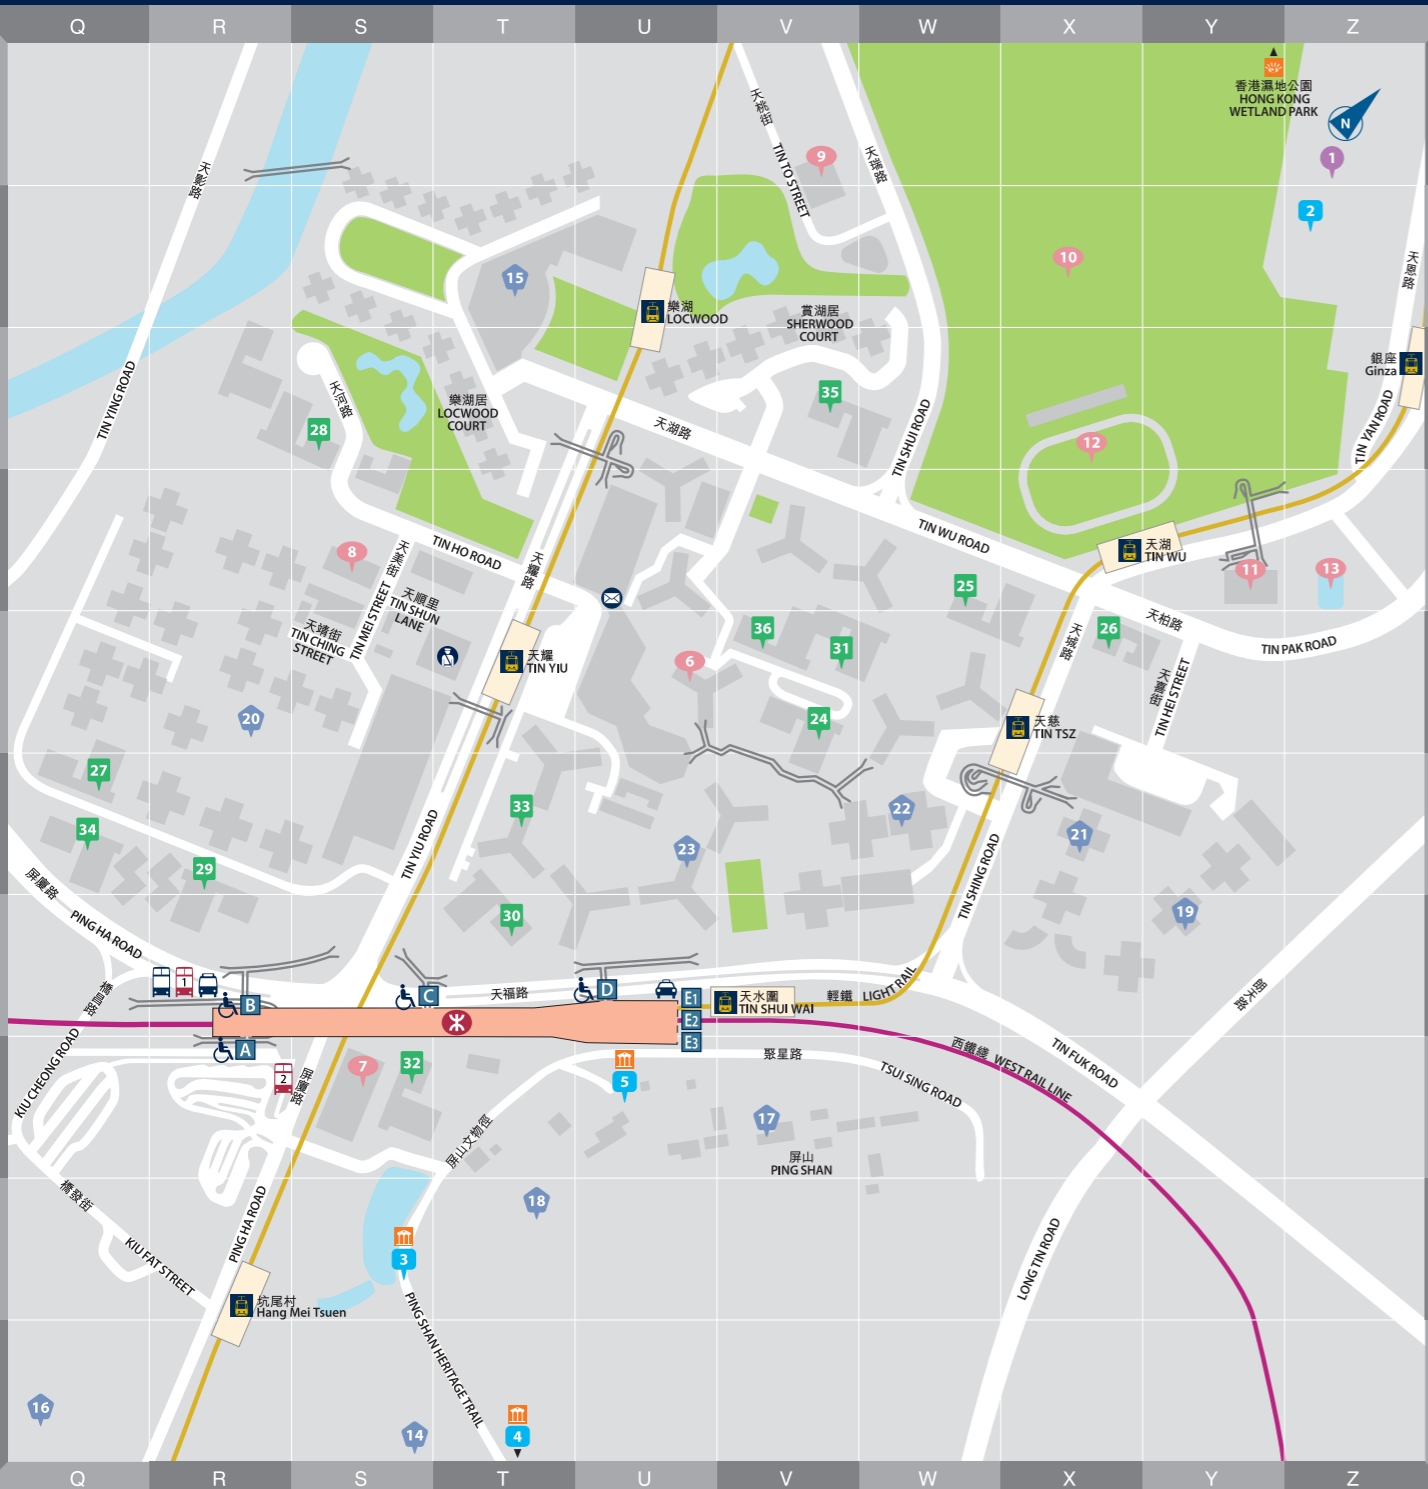 Q R S T U V W X Y Z
香港濕地公園
HONG KONG
WETLAND PARK
N
1
2
天影路
天瑞路
天秀街
TIN TO STREET
9
10
天恩路
15
樂湖
LOCWOOD
賞湖居
SHERWOOD
COURT
銀座
Ginza
TIN YING ROAD
天河路
樂湖居
LOCWOOD
COURT
28
35
天湖路
TIN SHUI ROAD
12
TIN YAN ROAD
TIN HO ROAD
天耀路
TIN WU ROAD
天湖
TIN WU
8
天美街
TIN MEI STREET
天順里
TIN SHUN
LANE
天靖街
TIN CHING
STREET
25
11
13
天耀
TIN YIU
6
36
31
24
天城路
26
天柏路
TIN PAK ROAD
天喜街
TIN HEI STREET
天慈
TIN TSZ
20
27
34
29
33
23
22
21
TIN YIU ROAD
TIN SHING ROAD
屏廈路
PING HA ROAD
30
19
朗天路
橋昌路
KIU CHEONG ROAD
1
B
C
天福路
D
E1
E2
E3
天水圍
TIN SHUI WAI
輕鐵 LIGHT RAIL
A
2
屏廈路
7
32
5
聚星路
TSUI SING ROAD
西鐵綫 WEST RAIL LINE
TIN FUK ROAD
屏山文物徑
17
屏山
PING SHAN
橋發街
KIU FAT STREET
PING HA ROAD
18
3
LONG TIN ROAD
坑尾村
Hang Mei Tsuen
PING SHAN HERITAGE TRAIL
16
14
4
Q R S T U V W X Y Z